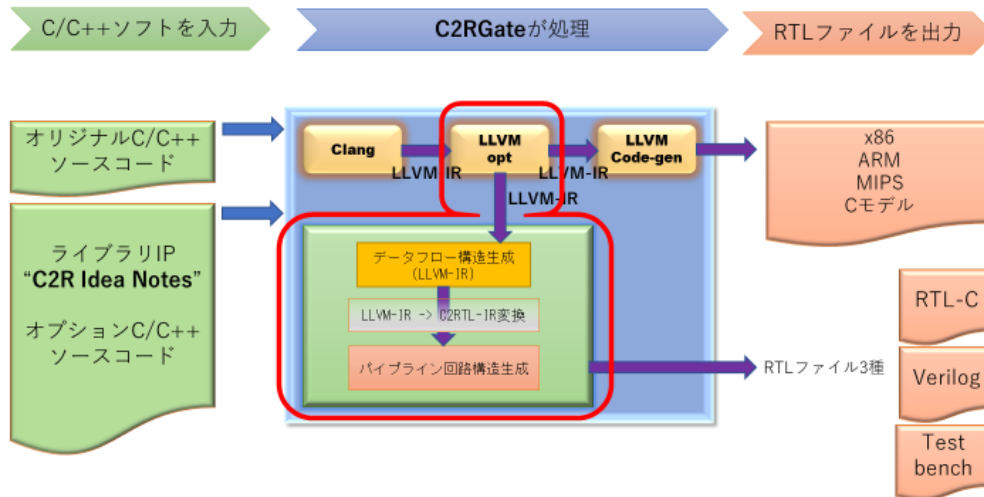 C/C++ソフトを入力
C2RGateが処理
RTLファイルを出力
オリジナルC/C++
ソースコード
ライブラリIP
“C2R Idea Notes”
オプションC/C++
ソースコード
Clang
LLVM-IR
LLVM
opt
LLVM-IR
LLVM
Code-gen
LLVM-IR
データフロー構造生成
(LLVM-IR)
LLVM-IR -> C2RTL-IR変換
パイプライン回路構造生成
x86
ARM
MIPS
Cモデル
RTLファイル3種
RTL-C
Verilog
Test
bench